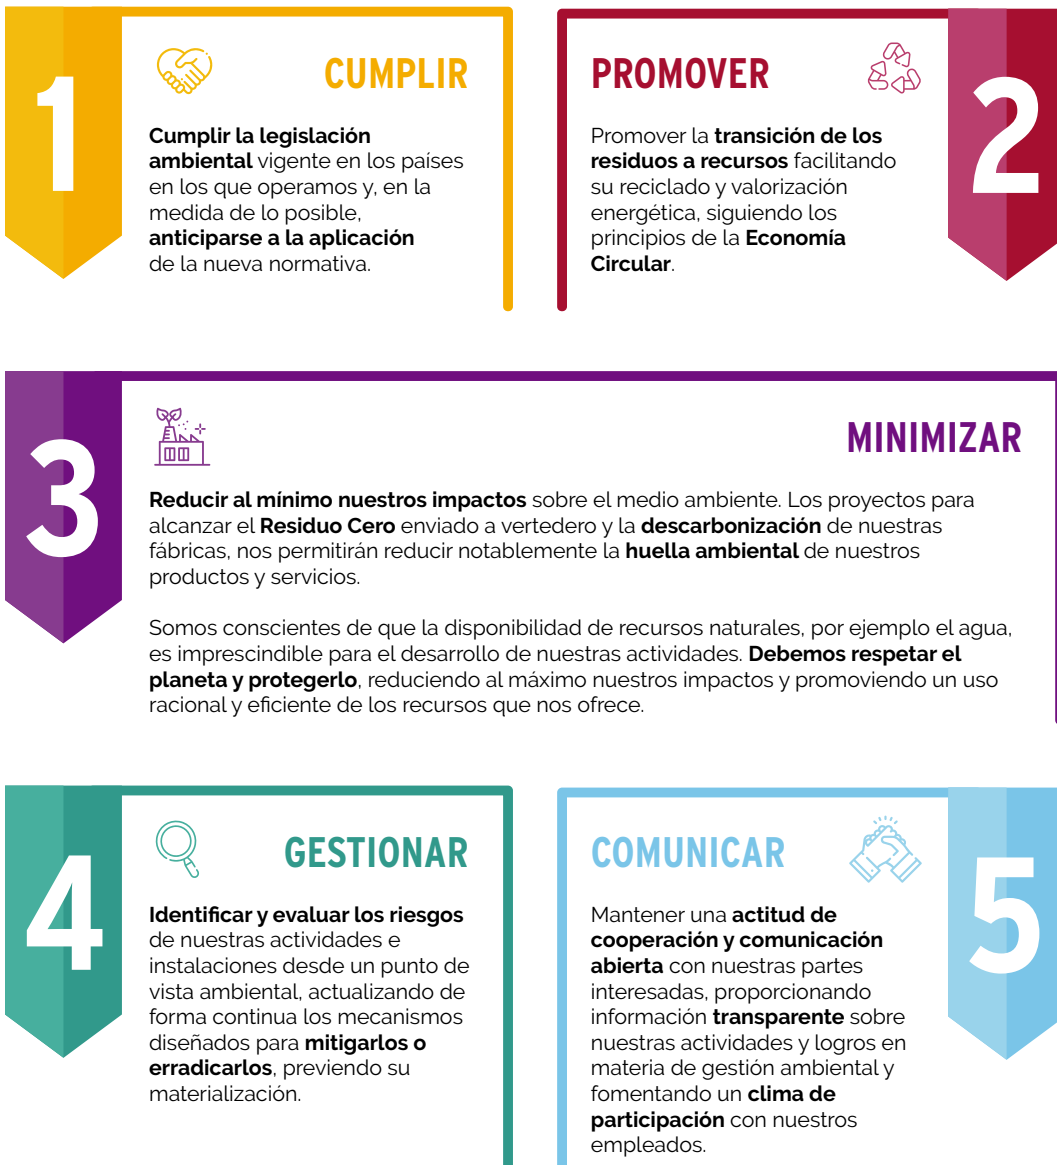 1
CUMPLIR
Cumplir la legislación
ambiental vigente en los países
en los que operamos y, en la
medida de lo posible,
anticiparse a la aplicación
de la nueva normativa.
PROMOVER
2
Promover la transición de los
residuos a recursos facilitando
su reciclado y valorización
energética, siguiendo los
principios de la Economía
Circular.
3
MINIMIZAR
Reducir al mínimo nuestros impactos sobre el medio ambiente. Los proyectos para
alcanzar el Residuo Cero enviado a vertedero y la descarbonización de nuestras
fábricas, nos permitirán reducir notablemente la huella ambiental de nuestros
productos y servicios.
Somos conscientes de que la disponibilidad de recursos naturales, por ejemplo el agua,
es imprescindible para el desarrollo de nuestras actividades. Debemos respetar el
planeta y protegerlo, reduciendo al máximo nuestros impactos y promoviendo un uso
racional y eficiente de los recursos que nos ofrece.
4
GESTIONAR
Identificar y evaluar los riesgos
de nuestras actividades e
instalaciones desde un punto de
vista ambiental, actualizando de
forma continua los mecanismos
diseñados para mitigarlos o
erradicarlos, previendo su
materialización.
COMUNICAR
5
Mantener una actitud de
cooperación y comunicación
abierta con nuestras partes
interesadas, proporcionando
información transparente sobre
nuestras actividades y logros en
materia de gestión ambiental y
fomentando un clima de
participación con nuestros
empleados.